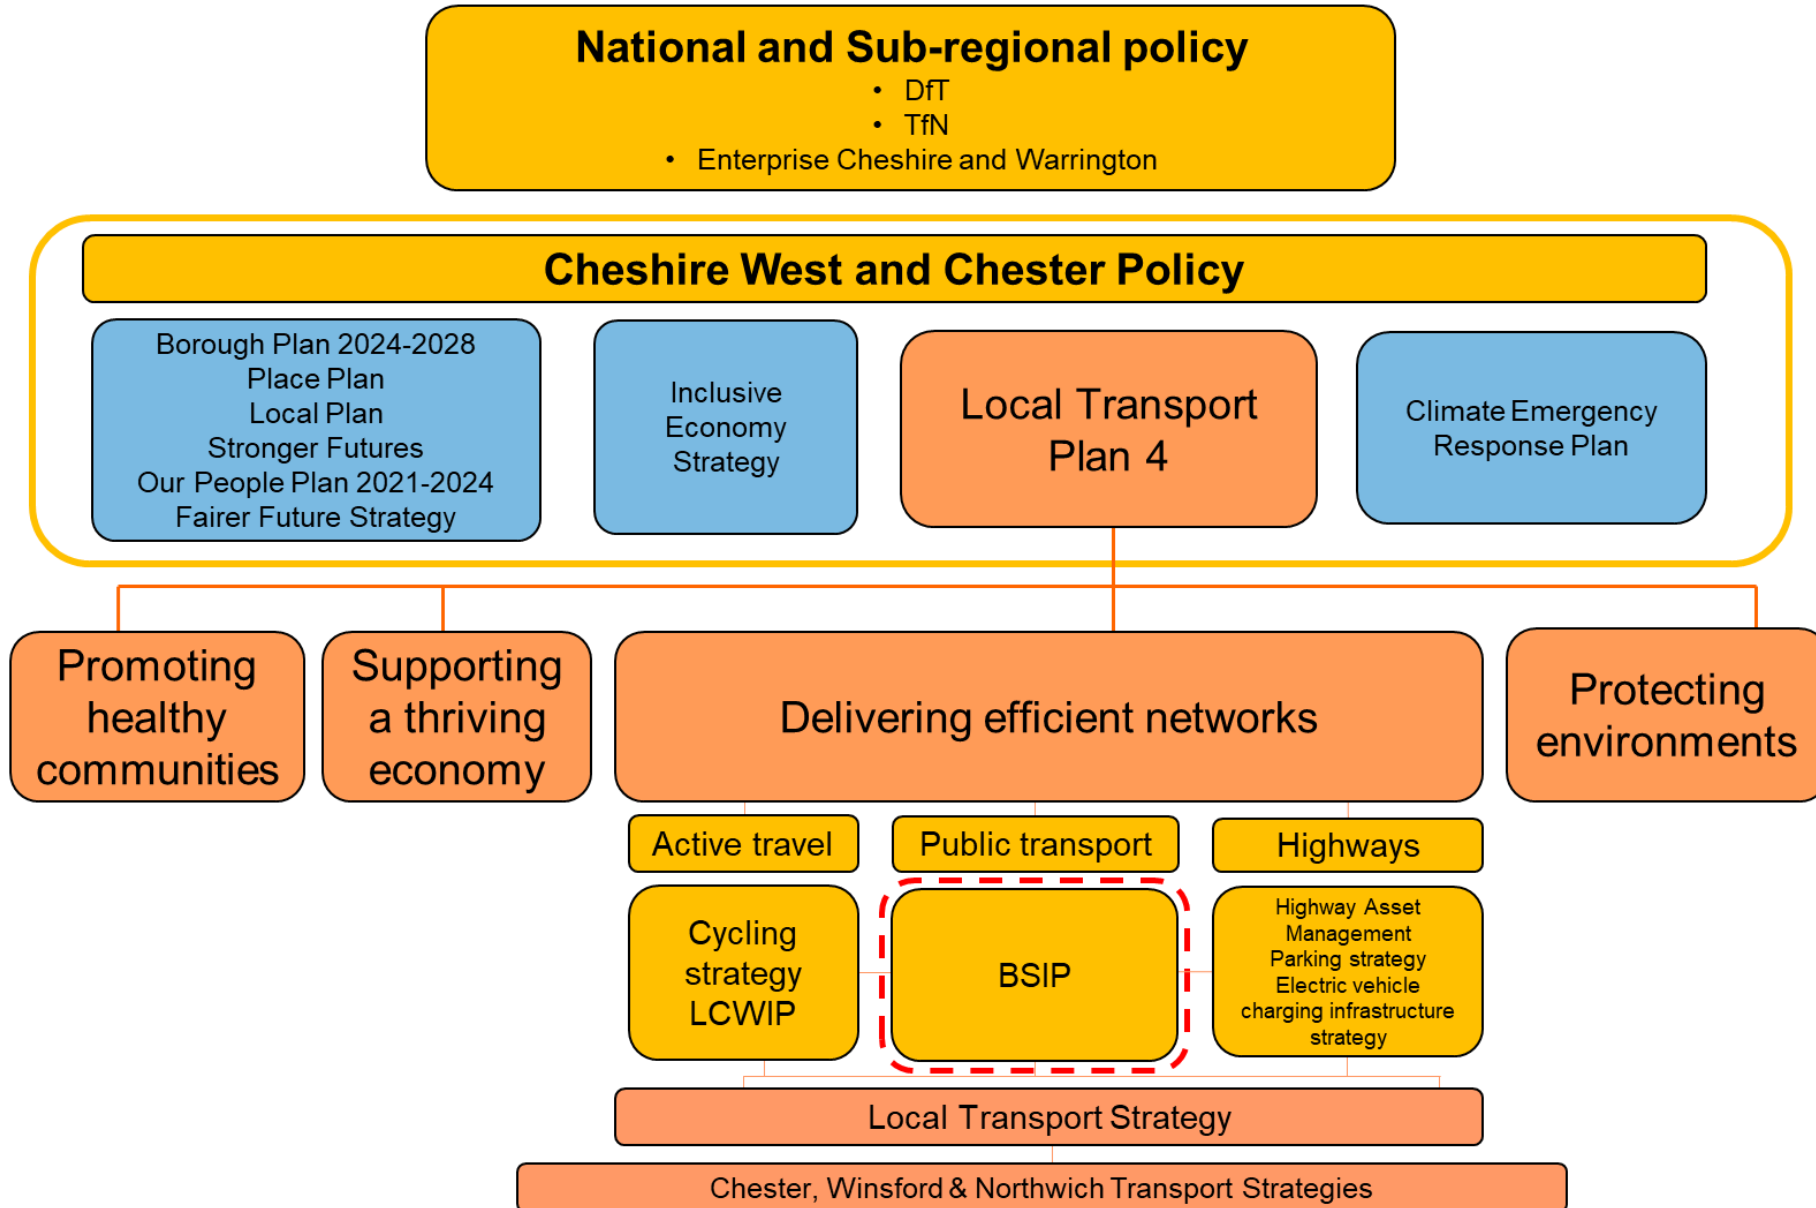 National and Sub-regional policy
• DfT
• TfN
• Enterprise Cheshire and Warrington
Cheshire West and Chester Policy
Borough Plan 2024-2028
Place Plan
Local Plan
Stronger Futures
Our People Plan 2021-2024
Fairer Future Strategy
Inclusive
Economy
Strategy
Local Transport
Plan 4
Climate Emergency
Response Plan
Promoting
healthy
communities
Supporting
a thriving
economy
Delivering efficient networks
Protecting
environments
Active travel
Public transport
Highways
Cycling
strategy
LCWIP
BSIP
Highway Asset
Management
Parking strategy
Electric vehicle
charging infrastructure
strategy
Local Transport Strategy
Chester, Winsford & Northwich Transport Strategies